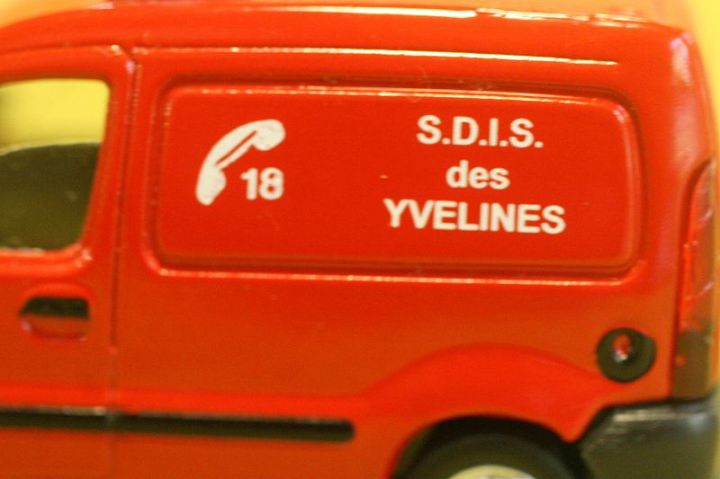 18
S.D.I.S.
des
YVELINES